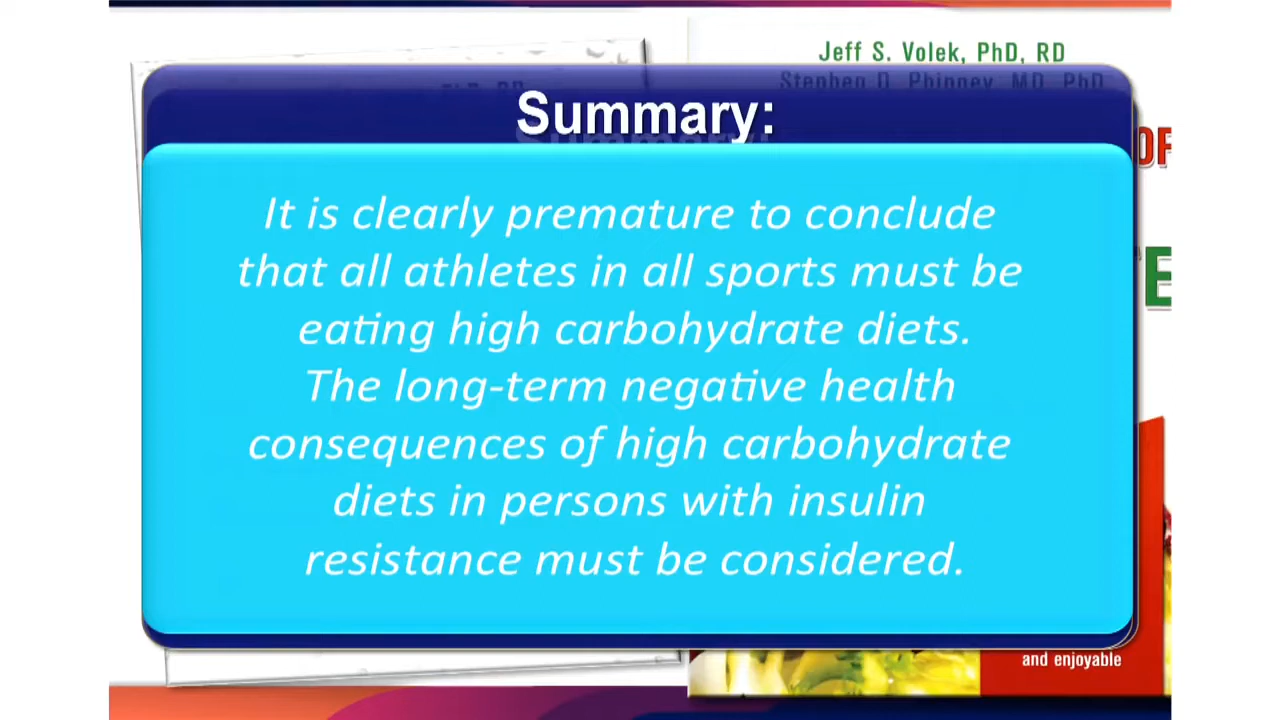 Jeff S. Volek, PhD, RD
Stephen D. Phinney, MD, PhD
Summary:
OF
It is clearly premature to conclude
that all athletes in all sports must be
eating high carbohydrate diets.
The long-term negative health
consequences of high carbohydrate
diets in persons with insulin
resistance must be considered.
and enjoyable